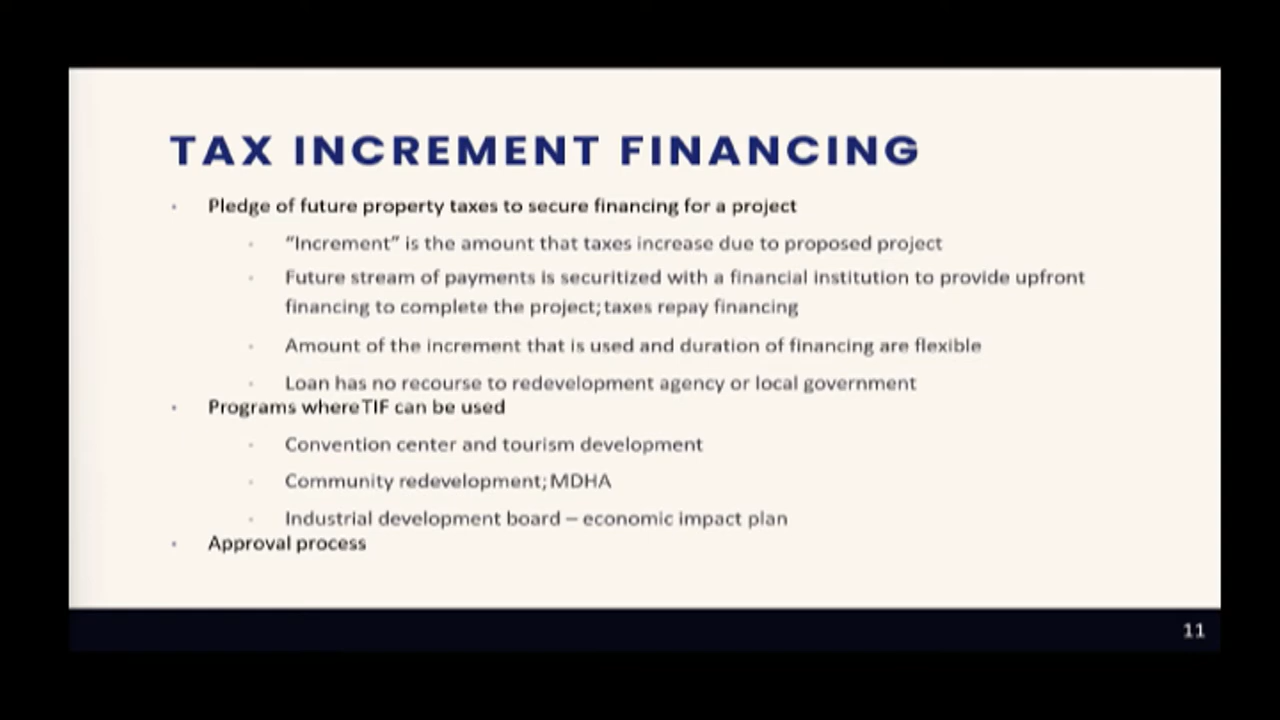 TAX INCREMENT FINANCING
Pledge of future property taxes to secure financing for a project
“Increment” is the amount that taxes increase due to proposed project
Future stream of payments is securitized with a financial institution to provide upfront
financing to complete the project; taxes repay financing
Amount of the increment that is used and duration of financing are flexible
Loan has no recourse to redevelopment agency or local government
Programs where TIF can be used
Convention center and tourism development
Community redevelopment; MDHA
Industrial development board – economic impact plan
Approval process
11